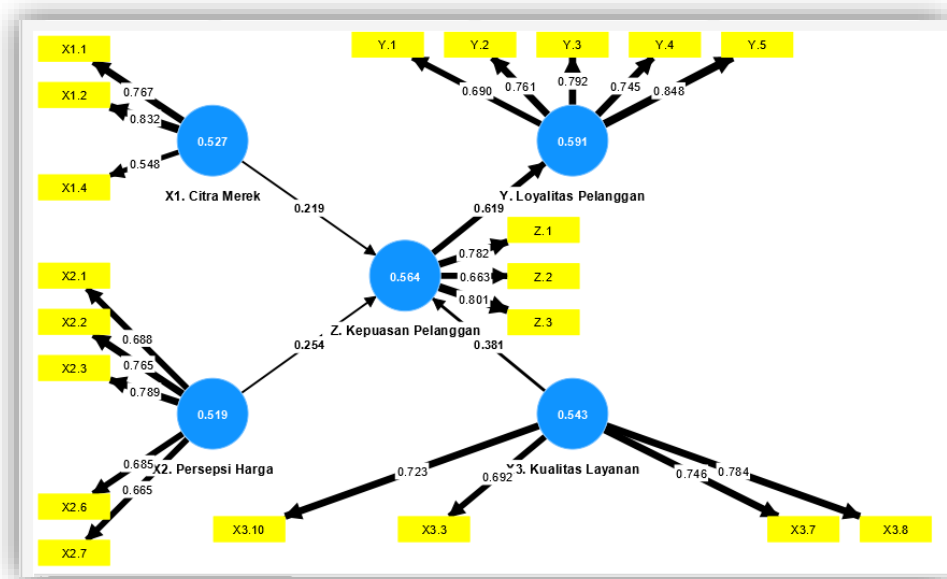 X1.1
X1.2
X1.4
0.767
0.832
0.548
0.527
X1. Citra Merek
Y.1
Y.2
Y.3
Y.4
Y.5
0.690
0.761
0.792
0.745
0.848
0.591
Y. Loyalitas Pelanggan
0.219
0.619
Z.1
Z.2
Z.3
0.782
0.663
0.801
0.564
Z. Kepuasan Pelanggan
0.254
0.381
X2.1
X2.2
X2.3
X2.6
X2.7
0.688
0.765
0.789
0.685
0.665
0.519
X2. Persepsi Harga
0.543
X3. Kualitas Layanan
0.723
0.692
0.746
0.784
X3.10
X3.3
X3.7
X3.8